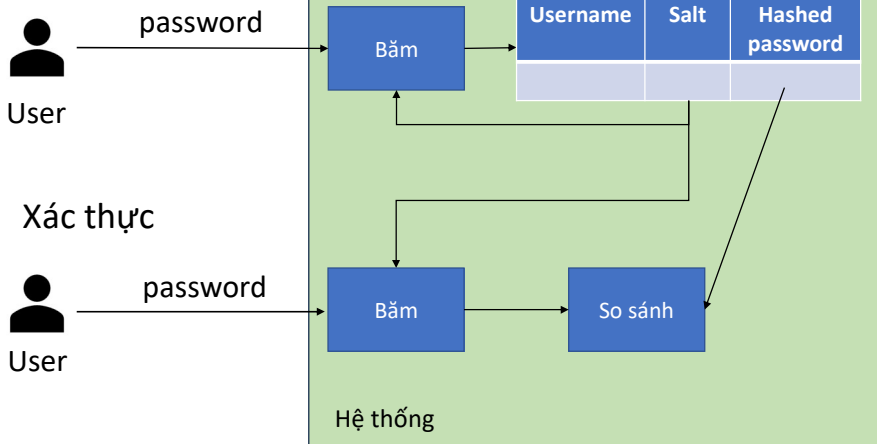 password
Username
Salt
Hashed
password
Băm
User
Xác thực
password
Băm
So sánh
User
Hệ thống